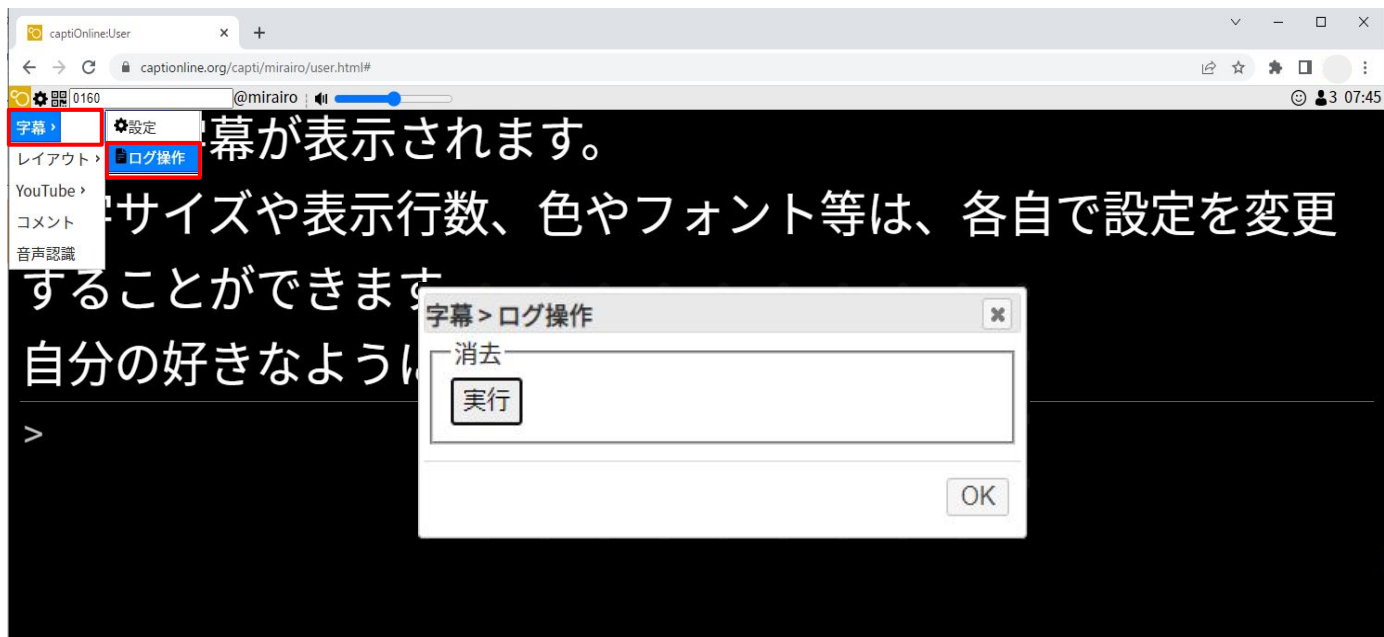 captiOnline:User
captionline.org/capti/mirairo/user.html#
0160 @mirairo
3 07:45
字幕
設定
字幕が表示されます。
レイアウト
ログ操作
YouTube
サイズや表示行数、色やフォント等は、各自で設定を変更
コメント
音声認識
することができます
自分の好きなように
字幕 > ログ操作
消去
実行
>
OK